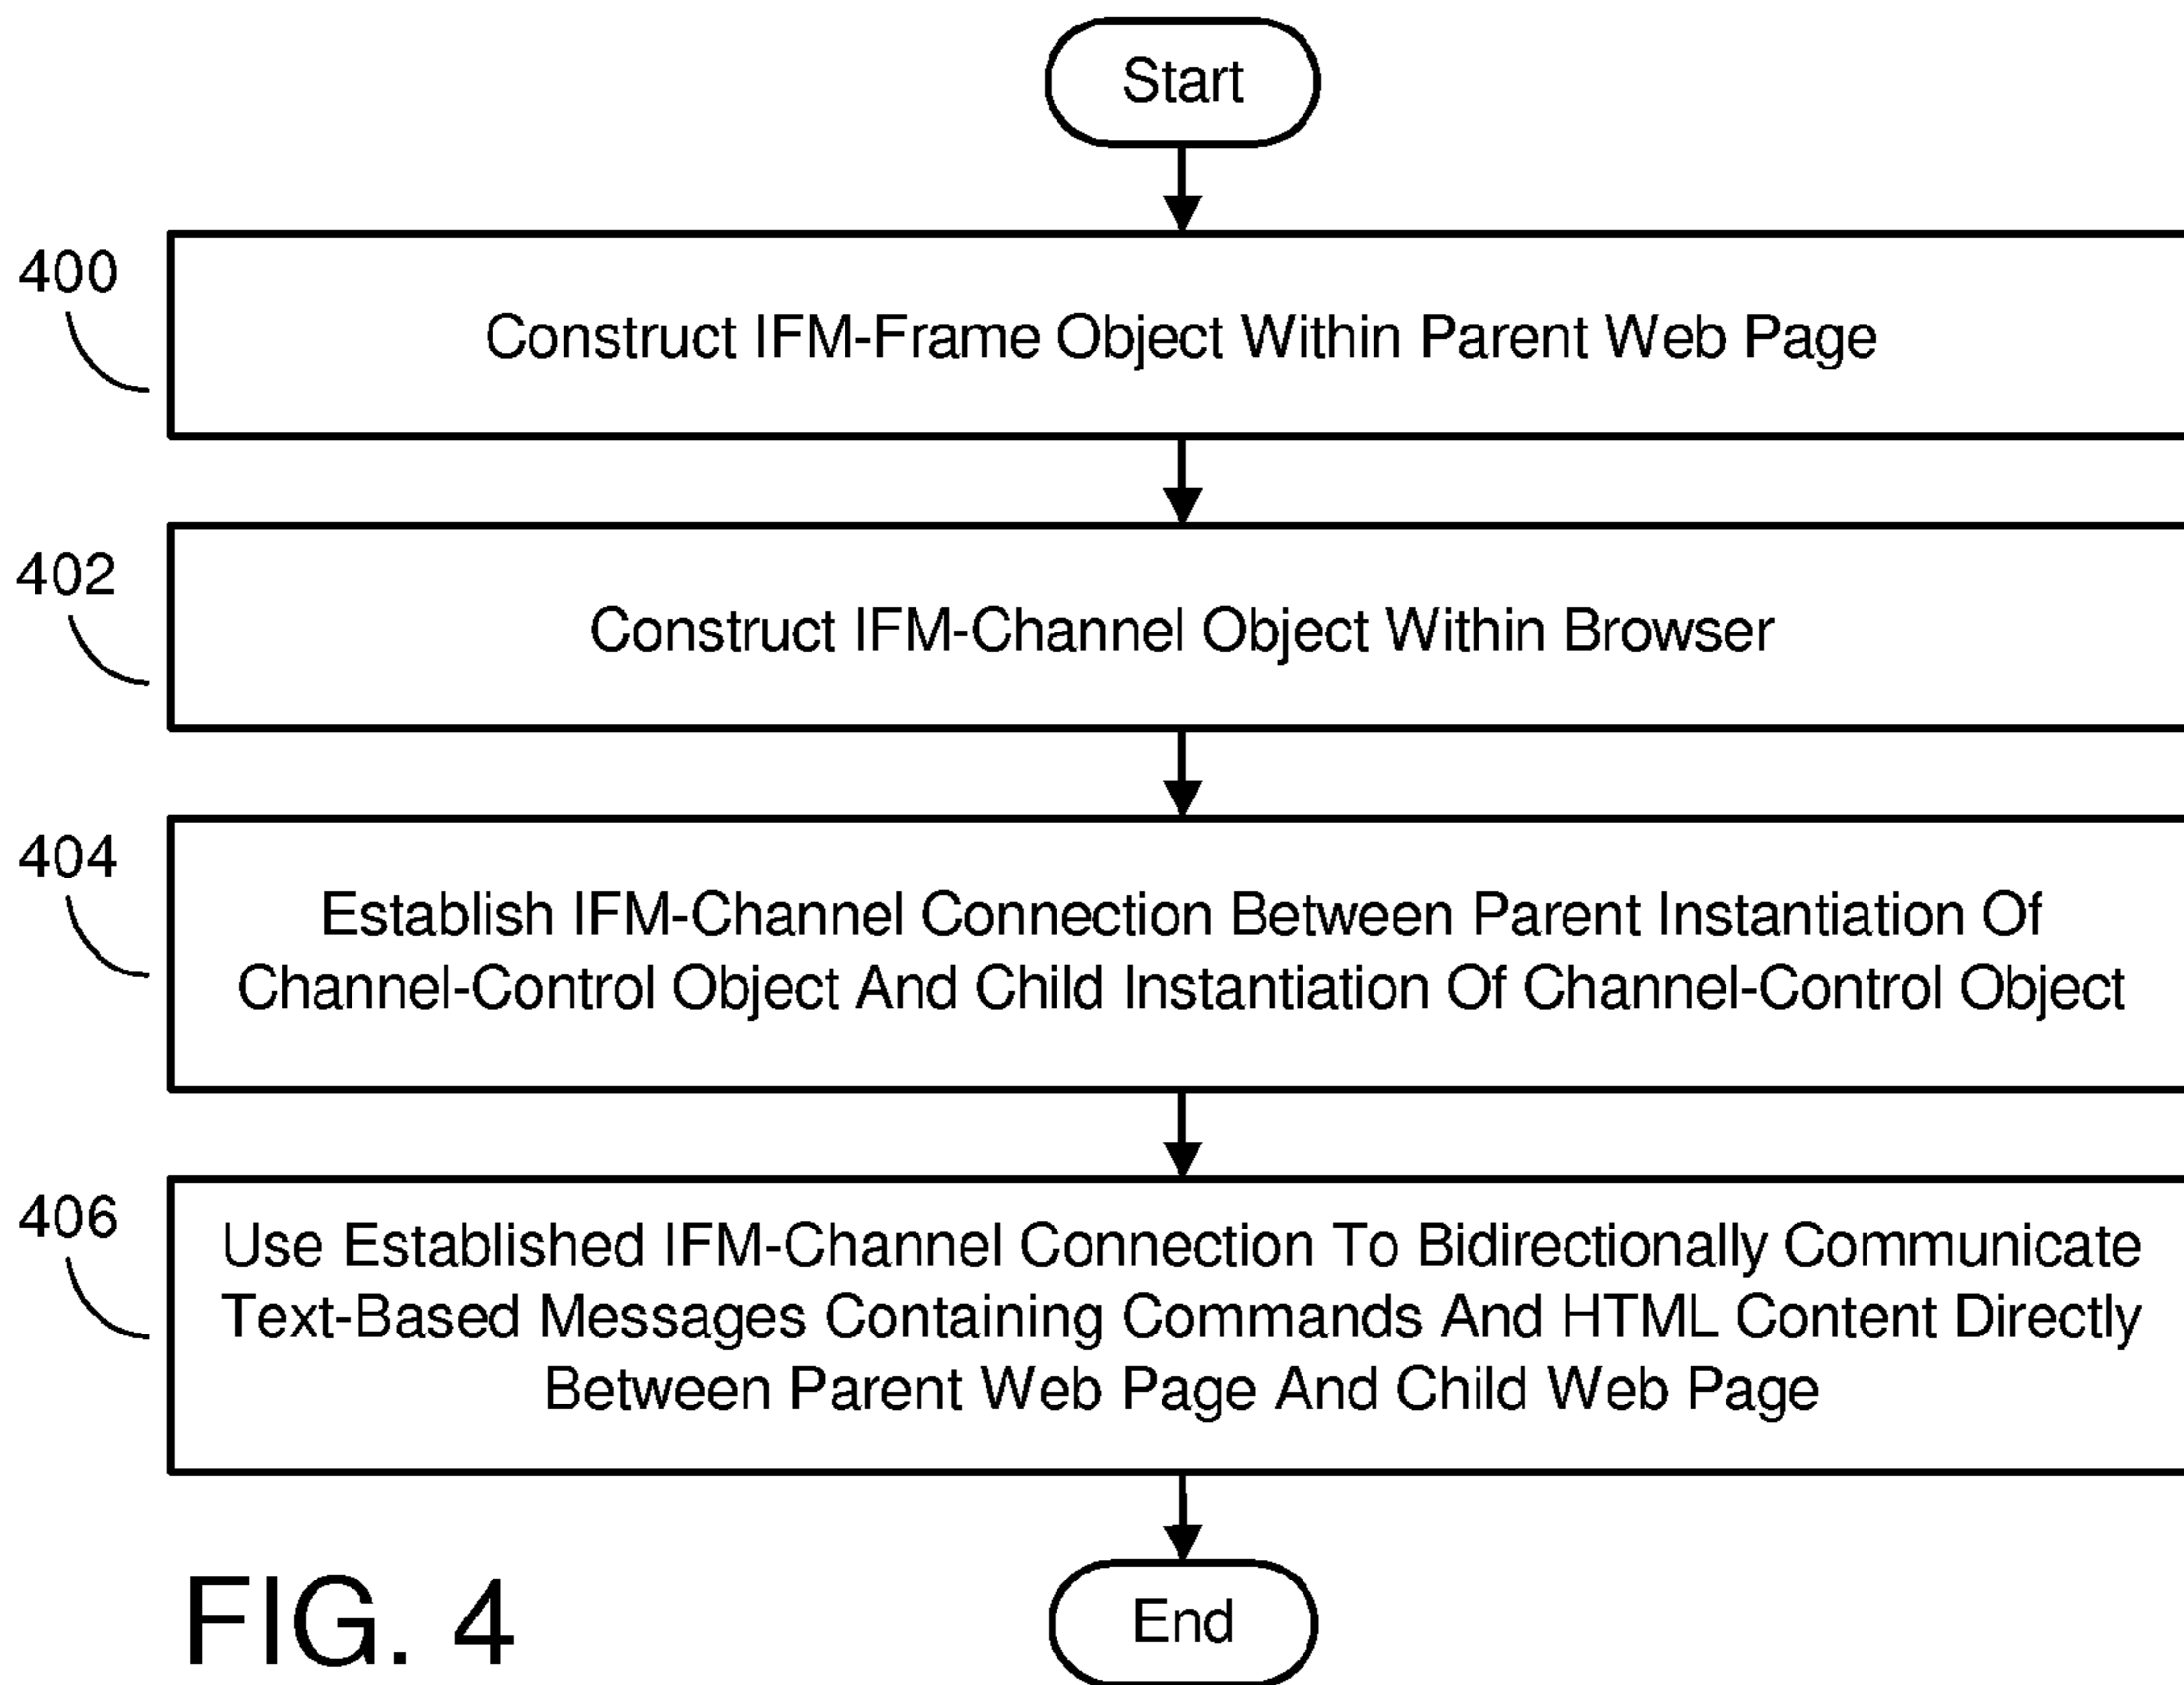 Start
400
Construct IFM-Frame Object Within Parent Web Page
402
Construct IFM-Channel Object Within Browser
404
Establish IFM-Channel Connection Between Parent Instantiation Of
Channel-Control Object And Child Instantiation Of Channel-Control Object
406
Use Established IFM-Channel Connection To Bidirectionally Communicate
Text-Based Messages Containing Commands And HTML Content Directly
Between Parent Web Page And Child Web Page
End
FIG. 4